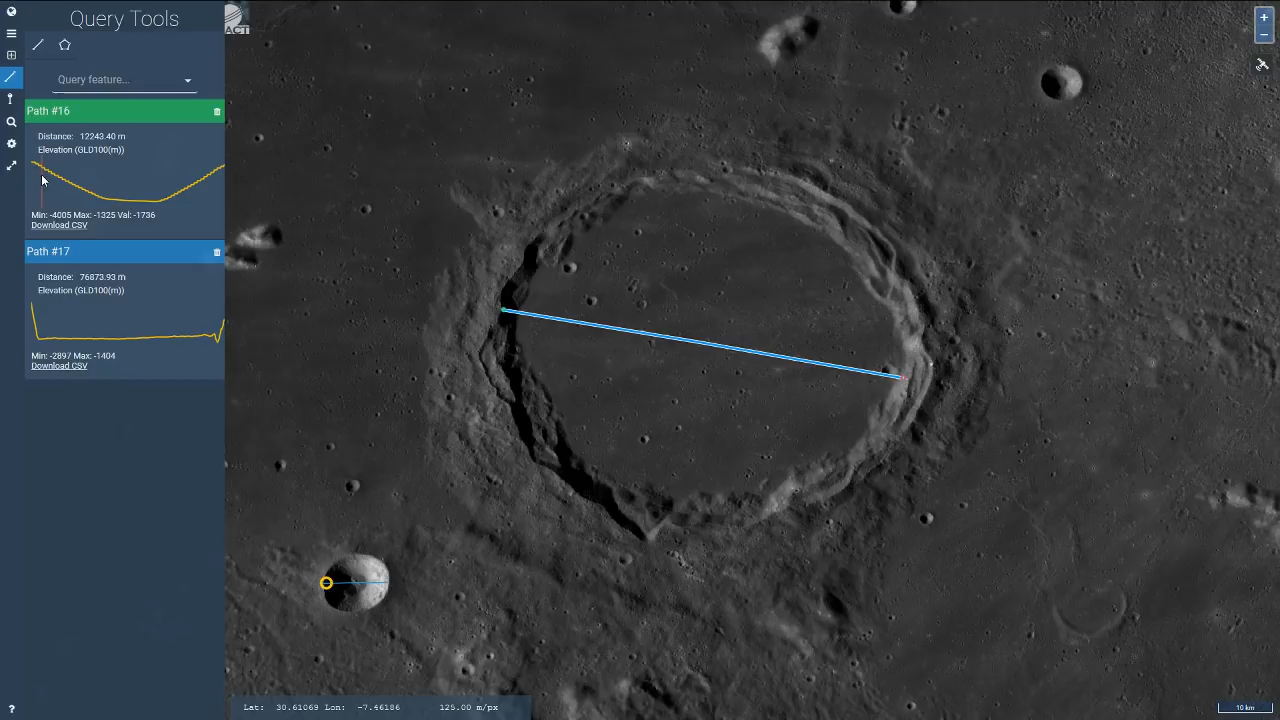 Query Tools
ACT
Query feature...
Path #16
Distance: 12243.40 m
Elevation (GLD100(m))
Min: -4005 Max: -1325 Val: -1736
Download CSV
Path #17
Distance: 76873.93 m
Elevation (GLD100(m))
Min: -2897 Max: -1404
Download CSV
Lat: 30.61069 Lon: -7.46186 125.00 m/px
10 km